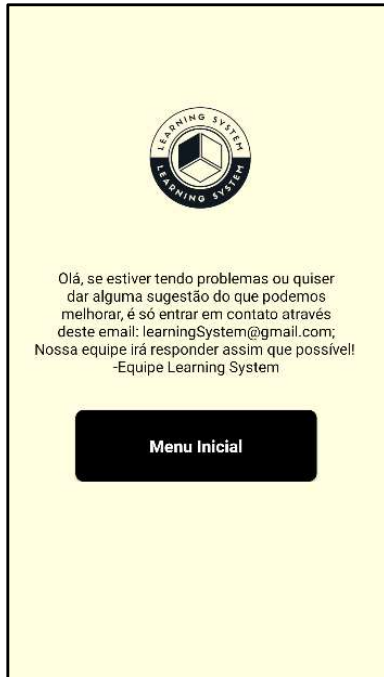 LEARNING SYSTEM
LEARNING SYSTEM
Olá, se estiver tendo problemas ou quiser
dar alguma sugestão do que podemos
melhorar, é só entrar em contato através
deste email: learningSystem@gmail.com;
Nossa equipe irá responder assim que possível!
-Equipe Learning System
Menu Inicial